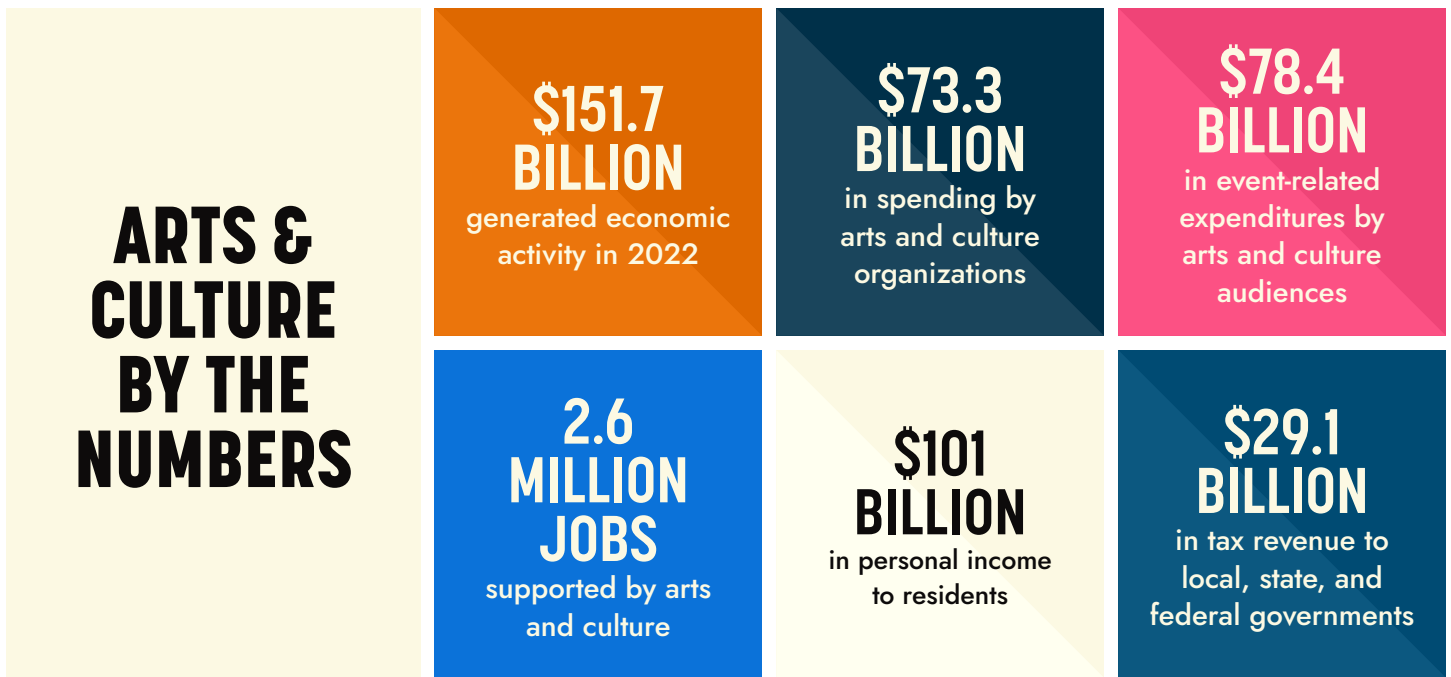 ARTS &
CULTURE
BY THE
NUMBERS
$151.7
BILLION
generated economic
activity in 2022
$73.3
BILLION
in spending by
arts and culture
organizations
$78.4
BILLION
in event-related
expenditures by
arts and culture
audiences
2.6
MILLION
JOBS
supported by arts
and culture
$101
BILLION
in personal income
to residents
$29.1
BILLION
in tax revenue to
local, state, and
federal governments